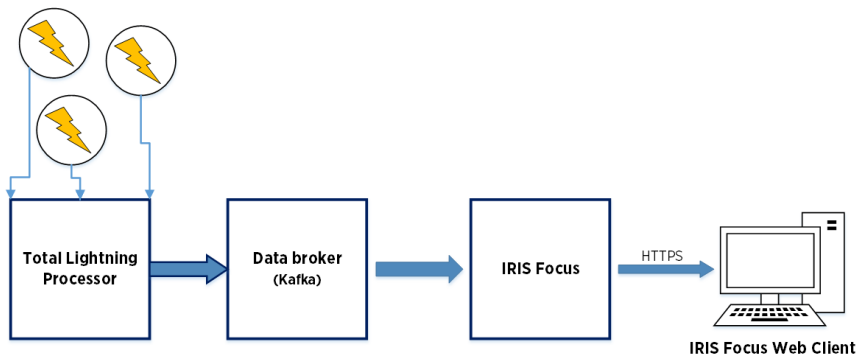 Total Lightning
Processor
Data broker
(Kafka)
IRIS Focus
HTTPS
IRIS Focus Web Client